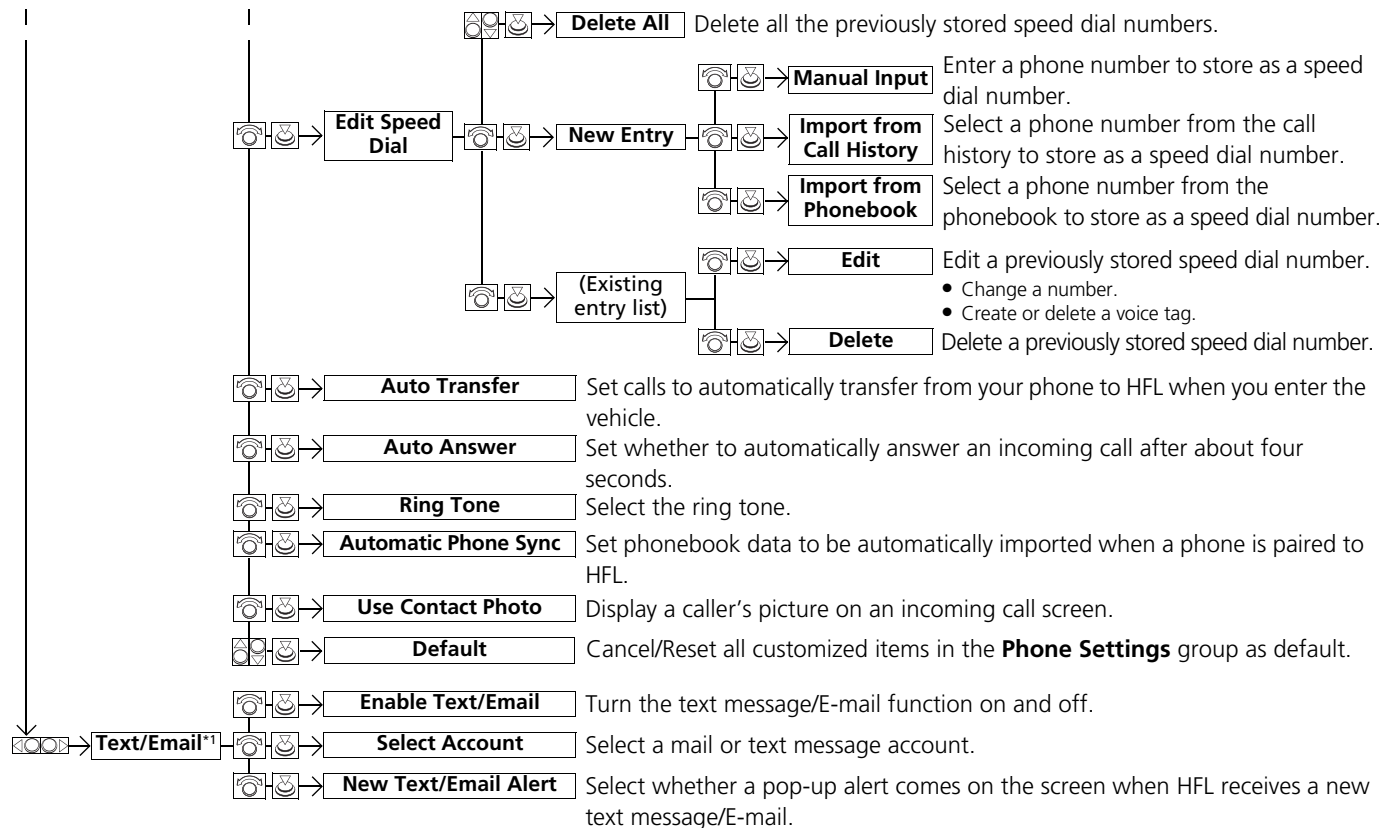 Delete All Delete all the previously stored speed dial numbers.
Manual Input Enter a phone number to store as a speed
dial number.
Edit Speed
Dial
New Entry
Import from
Call History
Select a phone number from the call
history to store as a speed dial number.
Import from
Phonebook
Select a phone number from the
phonebook to store as a speed dial number.
(Existing
entry list)
Edit Edit a previously stored speed dial number.
• Change a number.
• Create or delete a voice tag.
Delete Delete a previously stored speed dial number.
Auto Transfer Set calls to automatically transfer from your phone to HFL when you enter the
vehicle.
Auto Answer Set whether to automatically answer an incoming call after about four
seconds.
Ring Tone Select the ring tone.
Automatic Phone Sync Set phonebook data to be automatically imported when a phone is paired to
HFL.
Use Contact Photo Display a caller's picture on an incoming call screen.
Default Cancel/Reset all customized items in the Phone Settings group as default.
Enable Text/Email Turn the text message/E-mail function on and off.
Text/Email*1 Select Account Select a mail or text message account.
New Text/Email Alert Select whether a pop-up alert comes on the screen when HFL receives a new
text message/E-mail.